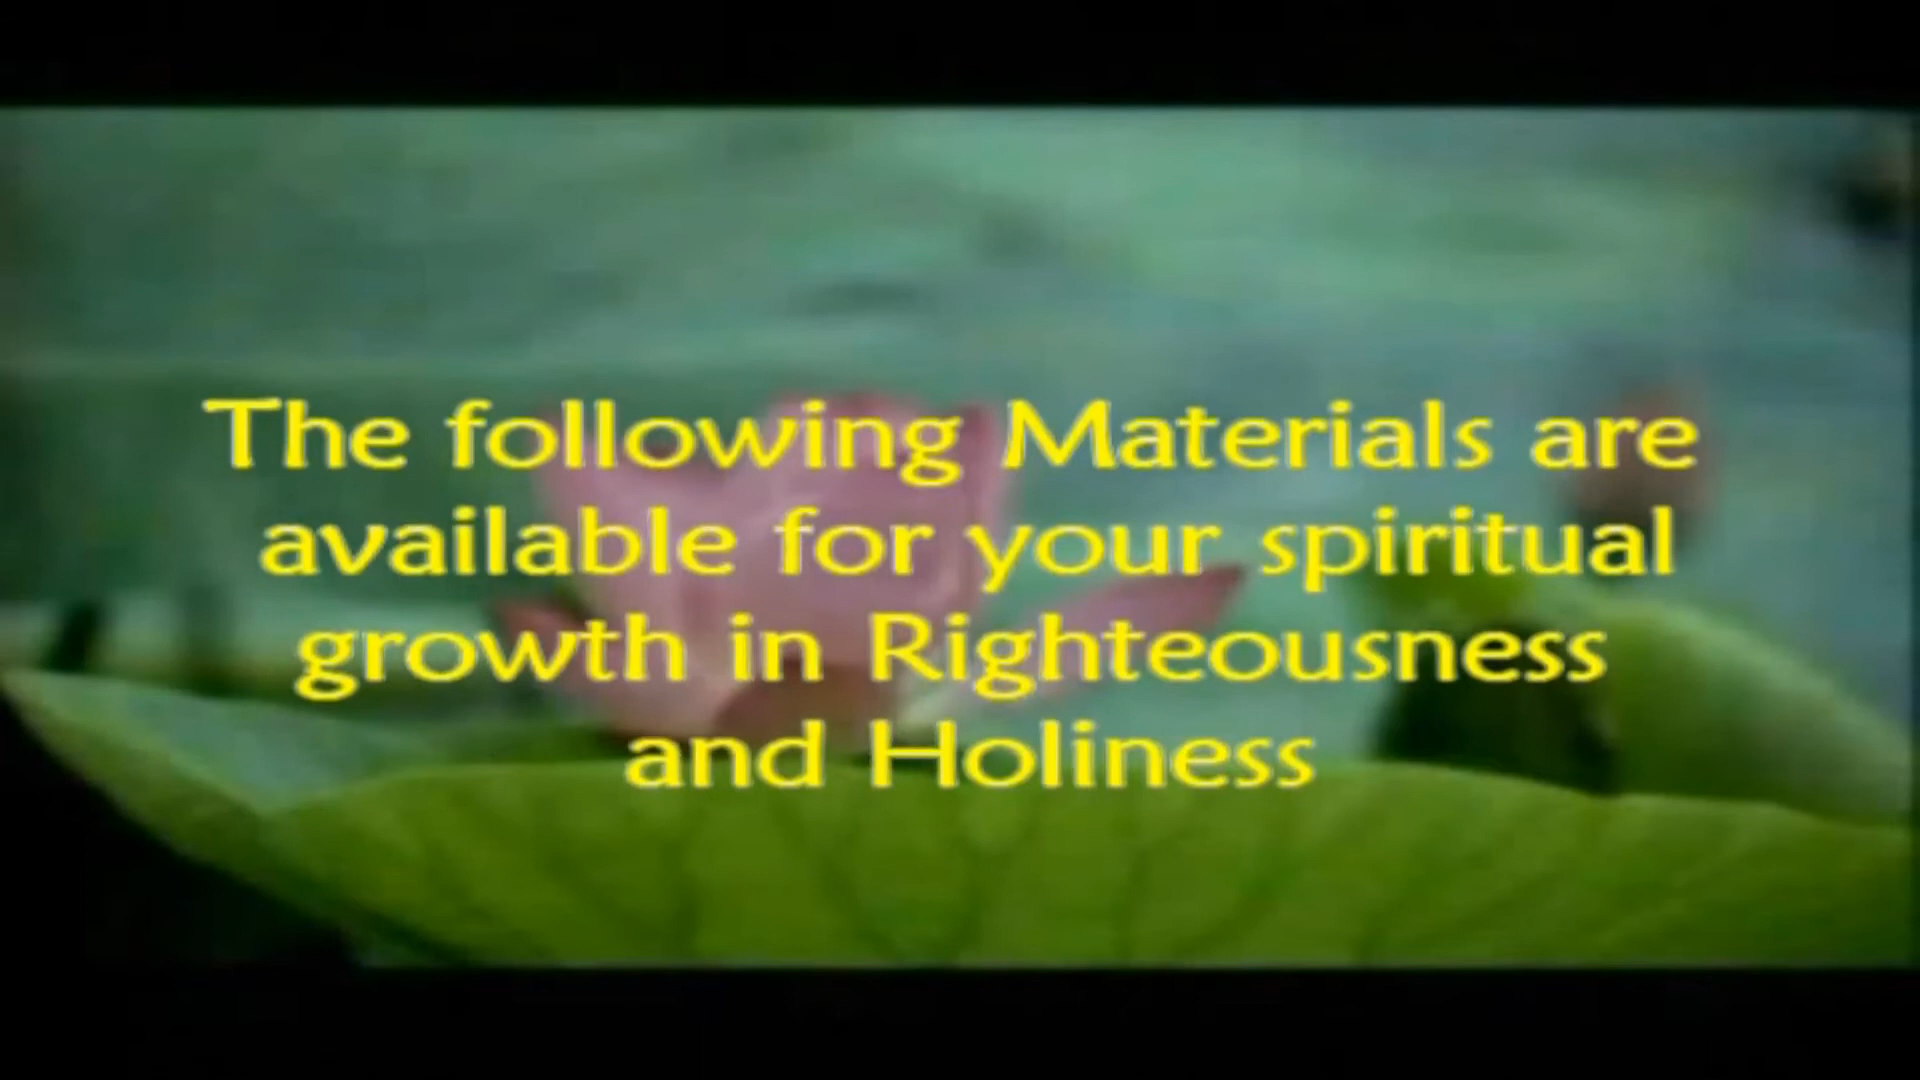 The following Materials are
available for your spiritual
growth in Righteousness
and Holiness